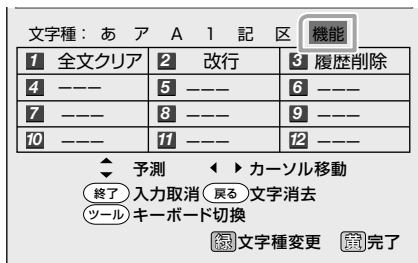 文字種： あ ア A 1 記 区 機能
1 全文クリア 2 改行 3 履歴削除
4 ––– 5 ––– 6 –––
7 ––– 8 ––– 9 –––
10 ––– 11 ––– 12 –––
予測 カーソル移動
終了 入力取消 戻る 文字消去
ツール キーボード切換
緑 文字種変更 黄 完了